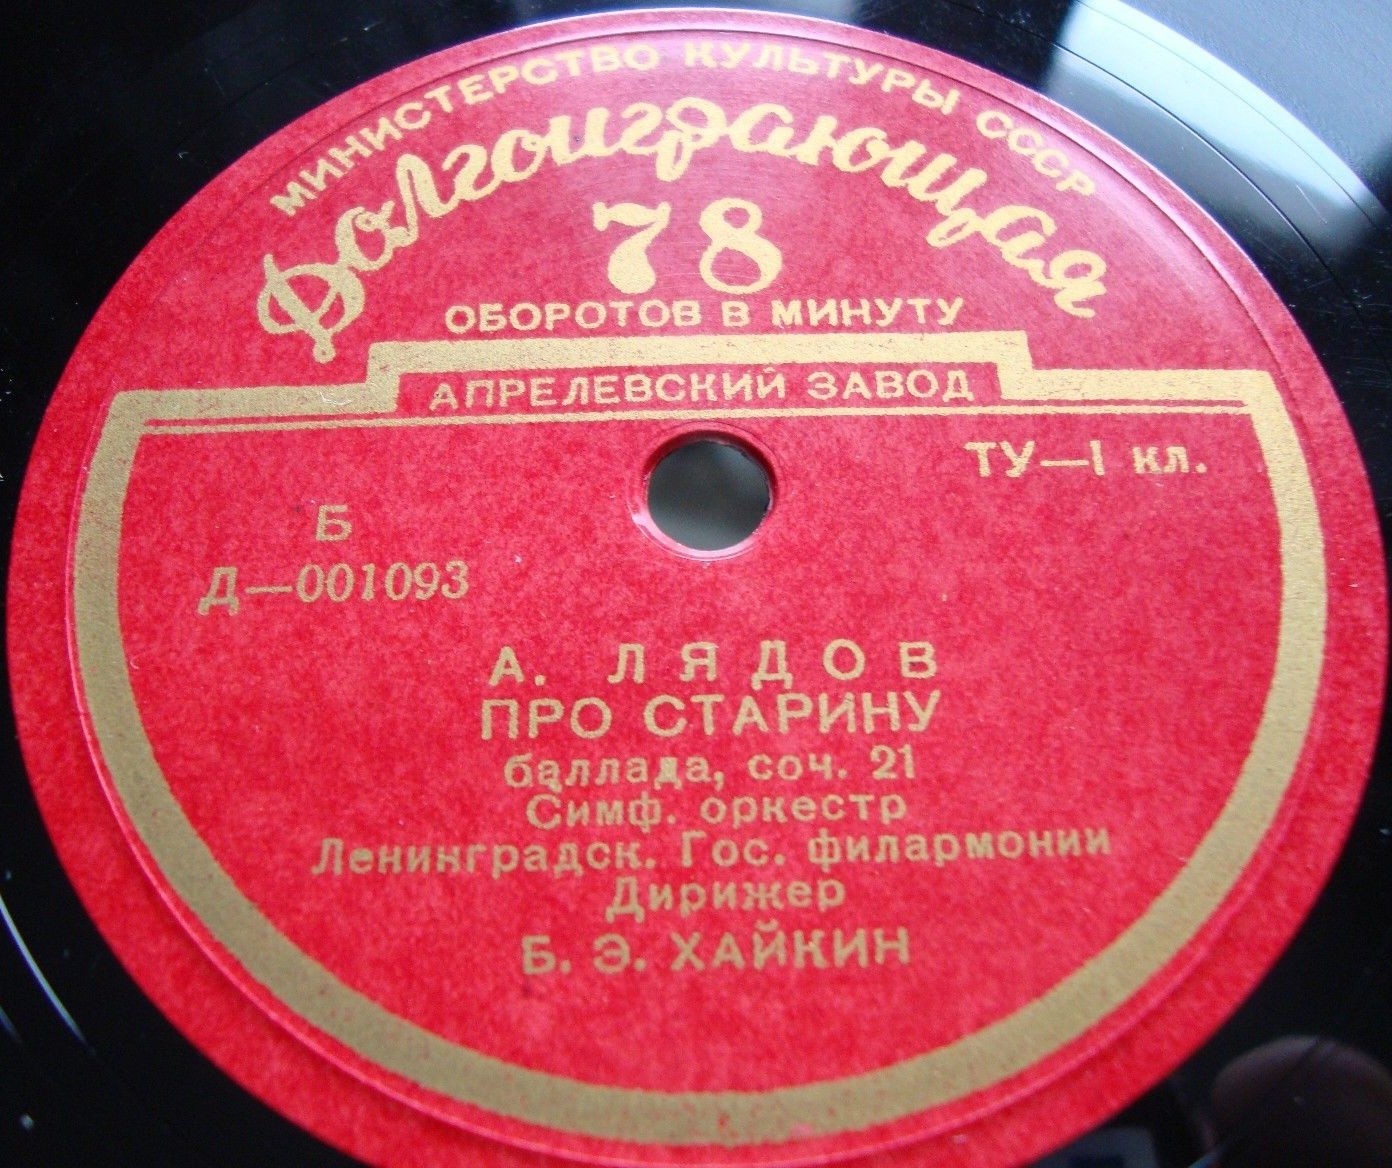 МИНИСТЕРСТВО КУЛЬТУРЫ СССР
Долгоиграющая
78
ОБОРОТОВ В МИНУТУ
АПРЕЛЕВСКИЙ ЗАВОД
ТУ—1 кл.
Б
Д—001093
А. ЛЯДОВ
ПРО СТАРИНУ
баллада, соч. 21
Симф. оркестр
Ленинградск. Гос. филармонии
Дирижер
Б. Э. ХАЙКИН